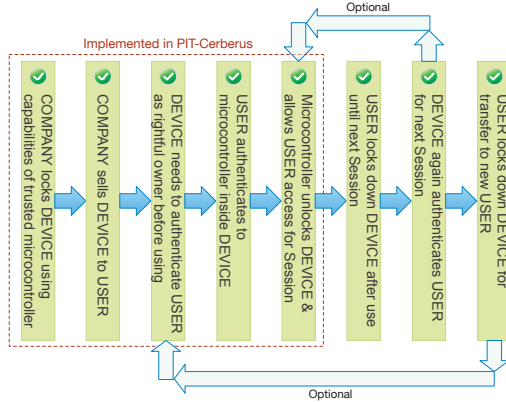 Optional
Implemented in PIT-Cerberus
COMPANY locks DEVICE using
capabilities of trusted microcontroller
COMPANY sells DEVICE to USER
DEVICE needs to authenticate USER
as rightful owner before using
USER authenticates to
microcontroller inside DEVICE
Microcontroller unlocks DEVICE &
allows USER access for Session
USER locks down DEVICE after use
until next Session
DEVICE again authenticates USER
for next Session
USER locks down DEVICE for
transfer to new USER
Optional